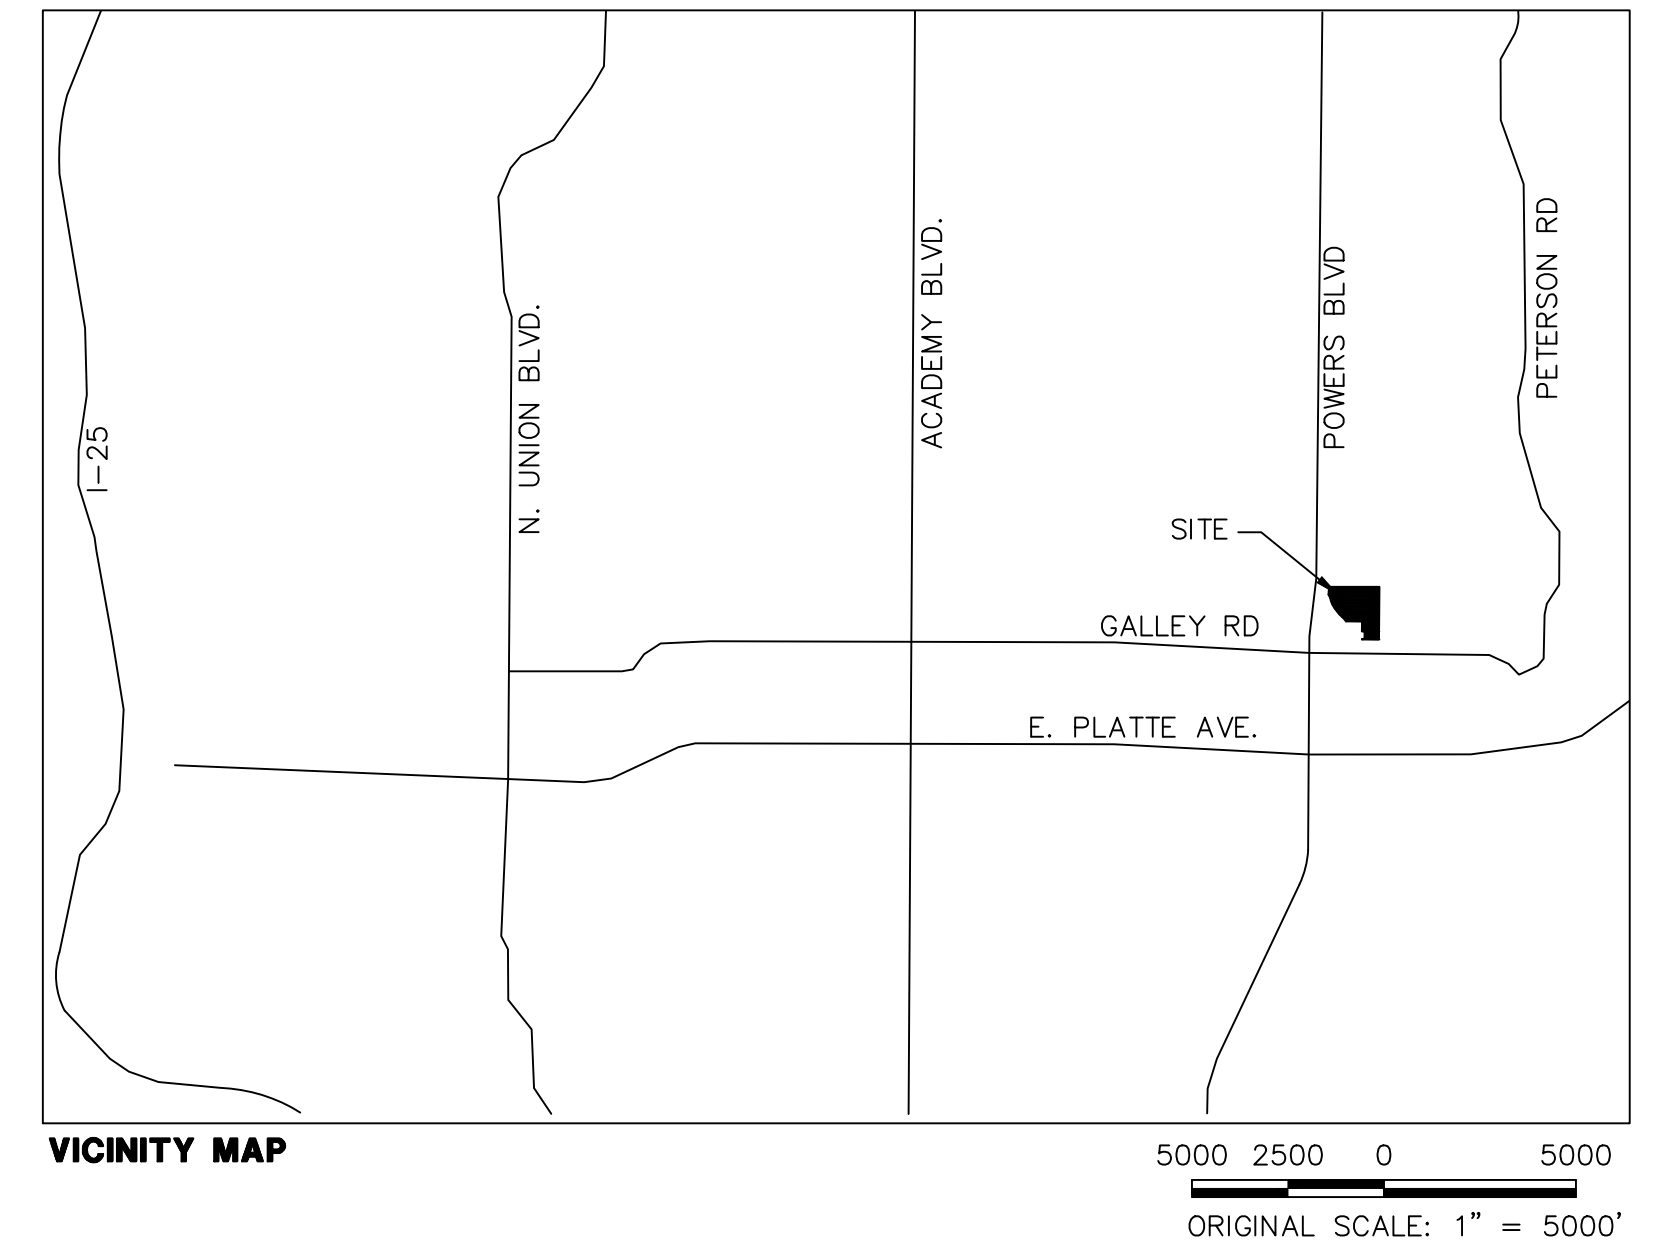 I-25
N. UNION BLVD.
ACADEMY BLVD.
POWERS BLVD
PETERSON RD
SITE
GALLEY RD
E. PLATTE AVE.
VICINITY MAP
5000 2500 0 5000
ORIGINAL SCALE: 1" = 5000'